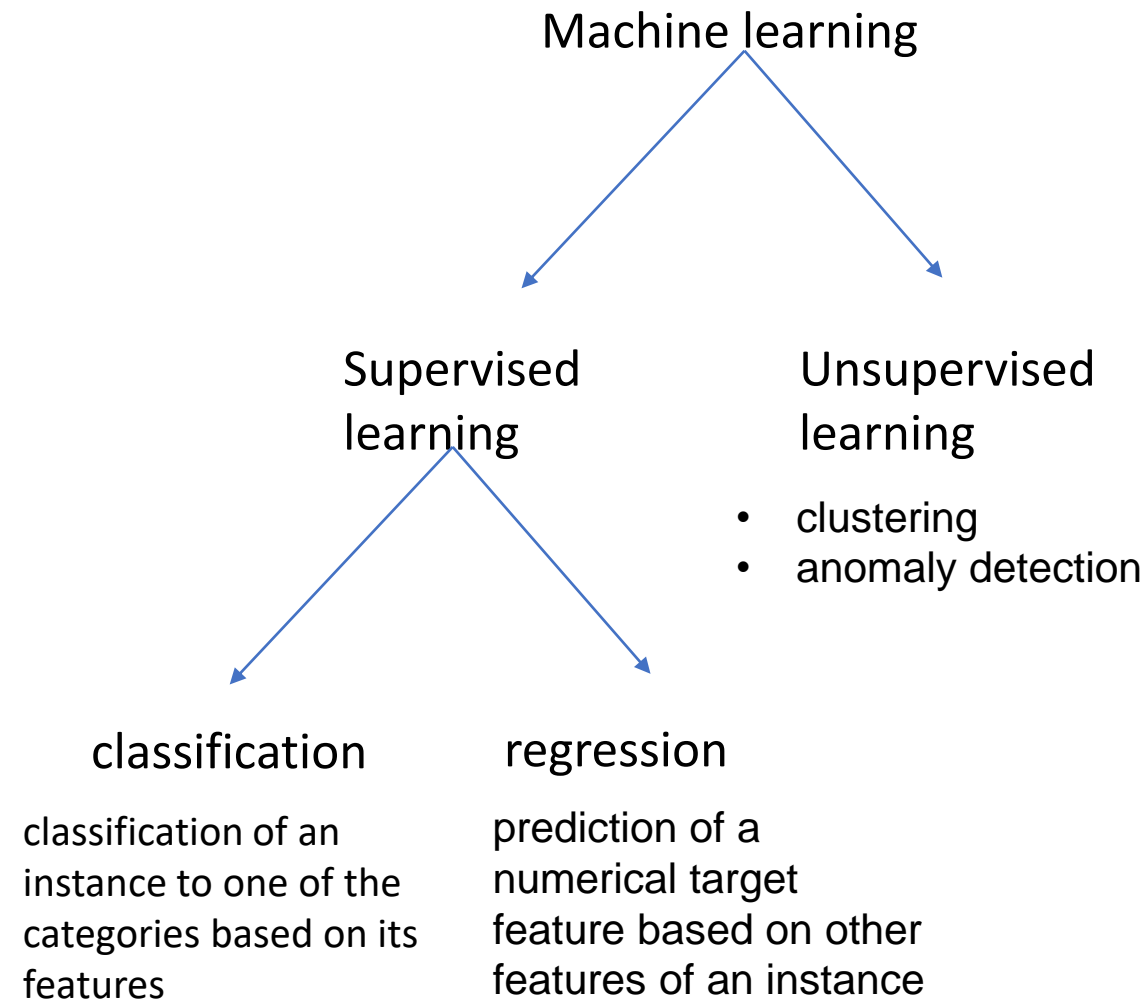 Machine learning
Supervised
learning
Unsupervised
learning
• clustering
• anomaly detection
classification
classification of an
instance to one of the
categories based on its
features
regression
prediction of a
numerical target
feature based on other
features of an instance